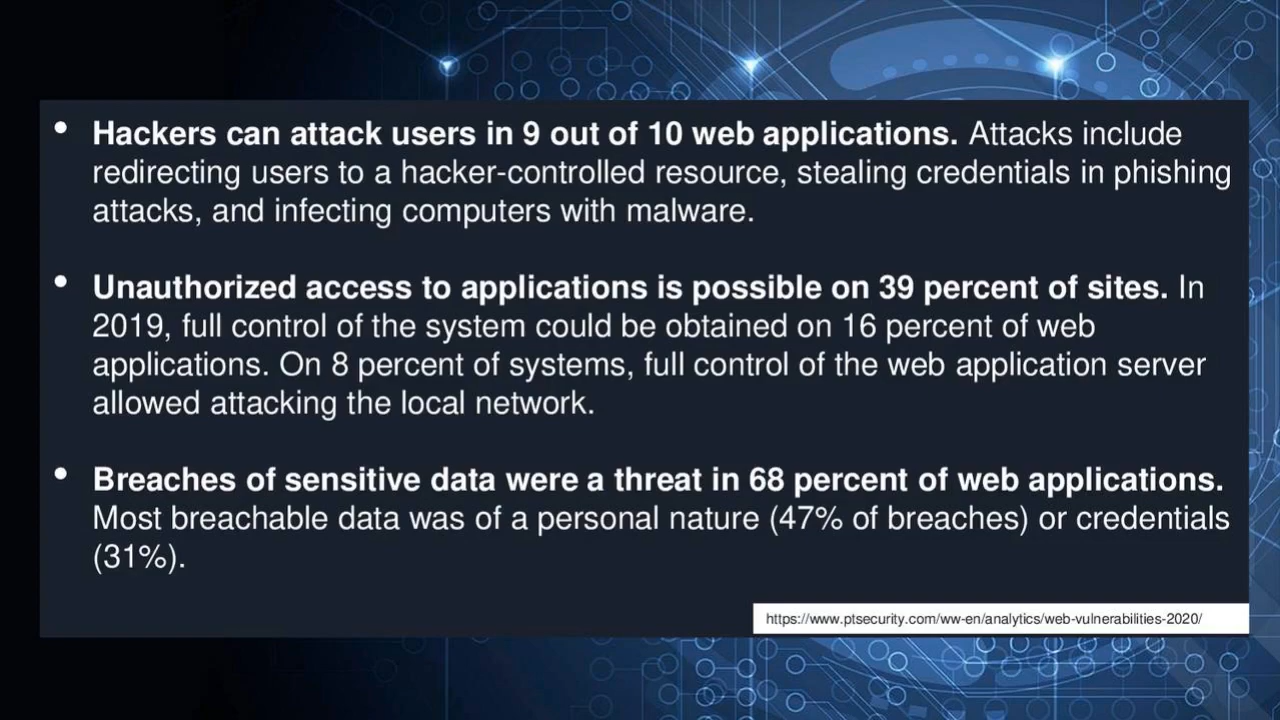 • Hackers can attack users in 9 out of 10 web applications. Attacks include
redirecting users to a hacker-controlled resource, stealing credentials in phishing
attacks, and infecting computers with malware.
• Unauthorized access to applications is possible on 39 percent of sites. In
2019, full control of the system could be obtained on 16 percent of web
applications. On 8 percent of systems, full control of the web application server
allowed attacking the local network.
• Breaches of sensitive data were a threat in 68 percent of web applications.
Most breachable data was of a personal nature (47% of breaches) or credentials
(31%).
https://www.ptsecurity.com/ww-en/analytics/web-vulnerabilities-2020/